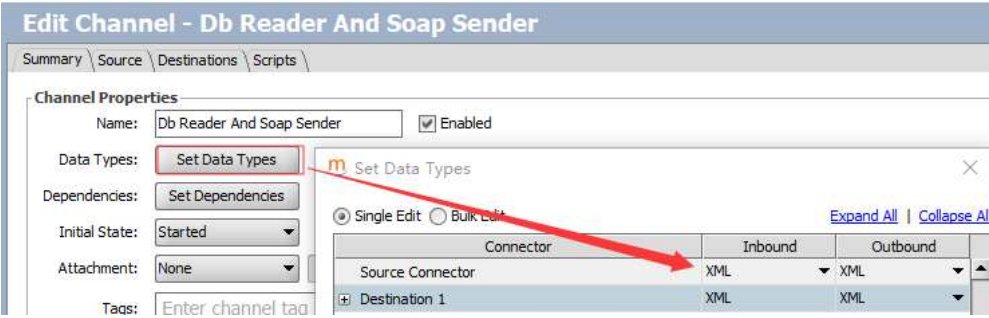 Edit Channel - Db Reader And Soap Sender
Summary Source Destinations Scripts
Channel Properties
Name: Db Reader And Soap Sender Enabled
Data Types: Set Data Types
Set Data Types
Dependencies: Set Dependencies
Single Edit Bulk Edit Expand All | Collapse Al
Initial State: Started
Connector Inbound Outbound
Attachment: None
Source Connector XML XML
Destination 1 XML XML
Tags: Enter channel tag